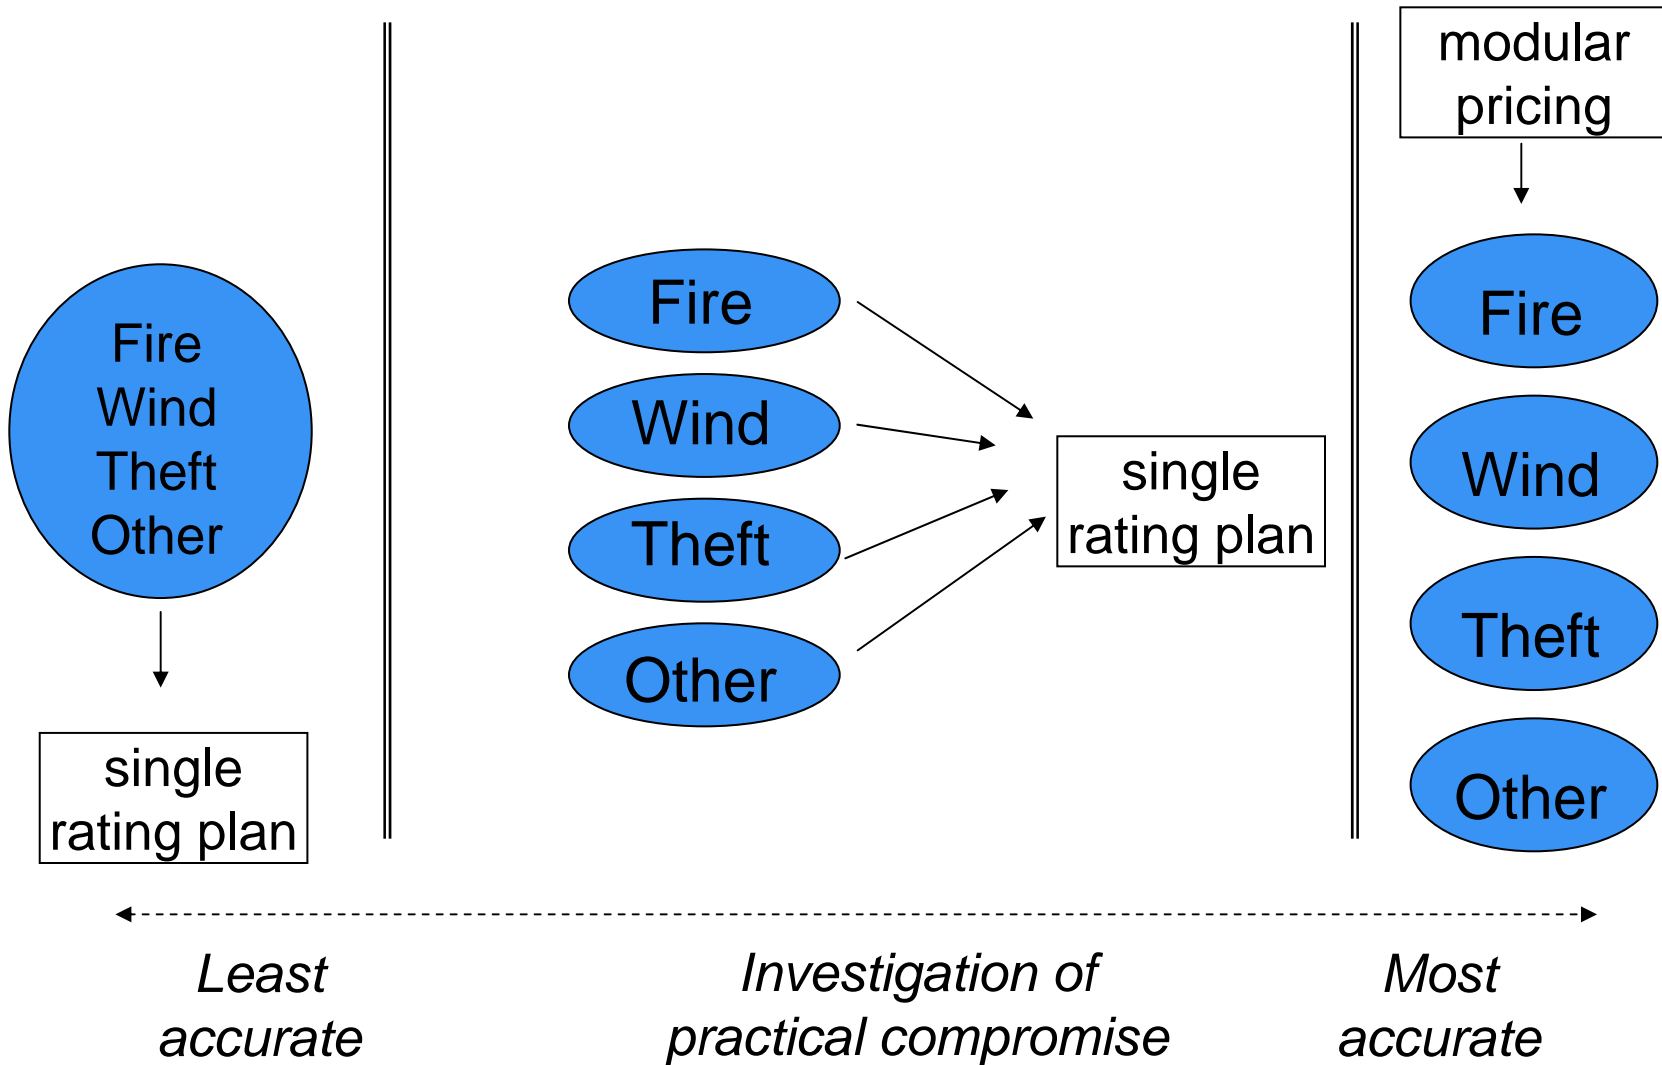 Fire
Wind
Theft
Other
single
rating plan
Fire
Wind
Theft
Other
single
rating plan
modular
pricing
Fire
Wind
Theft
Other
Least
accurate
Investigation of
practical compromise
Most
accurate